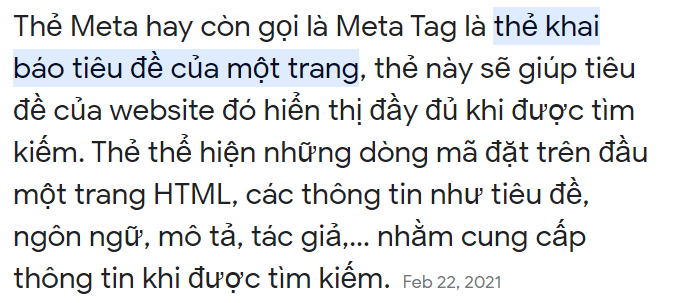 Thẻ Meta hay còn gọi là Meta Tag là thẻ khai
báo tiêu đề của một trang, thẻ này sẽ giúp tiêu
đề của website đó hiển thị đầy đủ khi được tìm
kiếm. Thẻ thể hiện những dòng mã đặt trên đầu
một trang HTML, các thông tin như tiêu đề,
ngôn ngữ, mô tả, tác giả,... nhằm cung cấp
thông tin khi được tìm kiếm. Feb 22, 2021